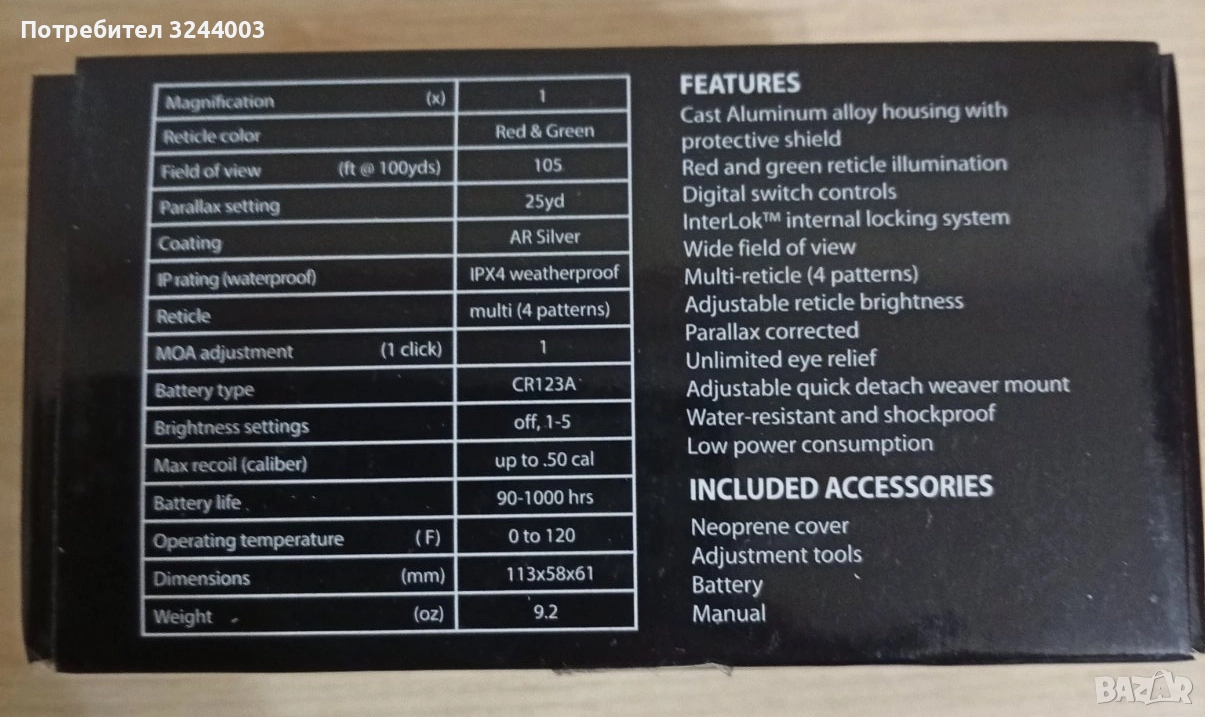 Потребител 3244003
Magnification (x) 1
Reticle color Red & Green
Field of view (ft @ 100yds) 105
Parallax setting 25yd
Coating AR Silver
IP rating (waterproof) IPX4 weatherproof
Reticle multi (4 patterns)
MOA adjustment (1 click) 1
Battery type CR123A
Brightness settings off, 1-5
Max recoil (caliber) up to .50 cal
Battery life 90-1000 hrs
Operating temperature (F) 0 to 120
Dimensions (mm) 113x58x61
Weight (oz) 9.2
FEATURES
Cast Aluminum alloy housing with
protective shield
Red and green reticle illumination
Digital switch controls
InterLok™ internal locking system
Wide field of view
Multi-reticle (4 patterns)
Adjustable reticle brightness
Parallax corrected
Unlimited eye relief
Adjustable quick detach weaver mount
Water-resistant and shockproof
Low power consumption
INCLUDED ACCESSORIES
Neoprene cover
Adjustment tools
Battery
Manual
BAZAR